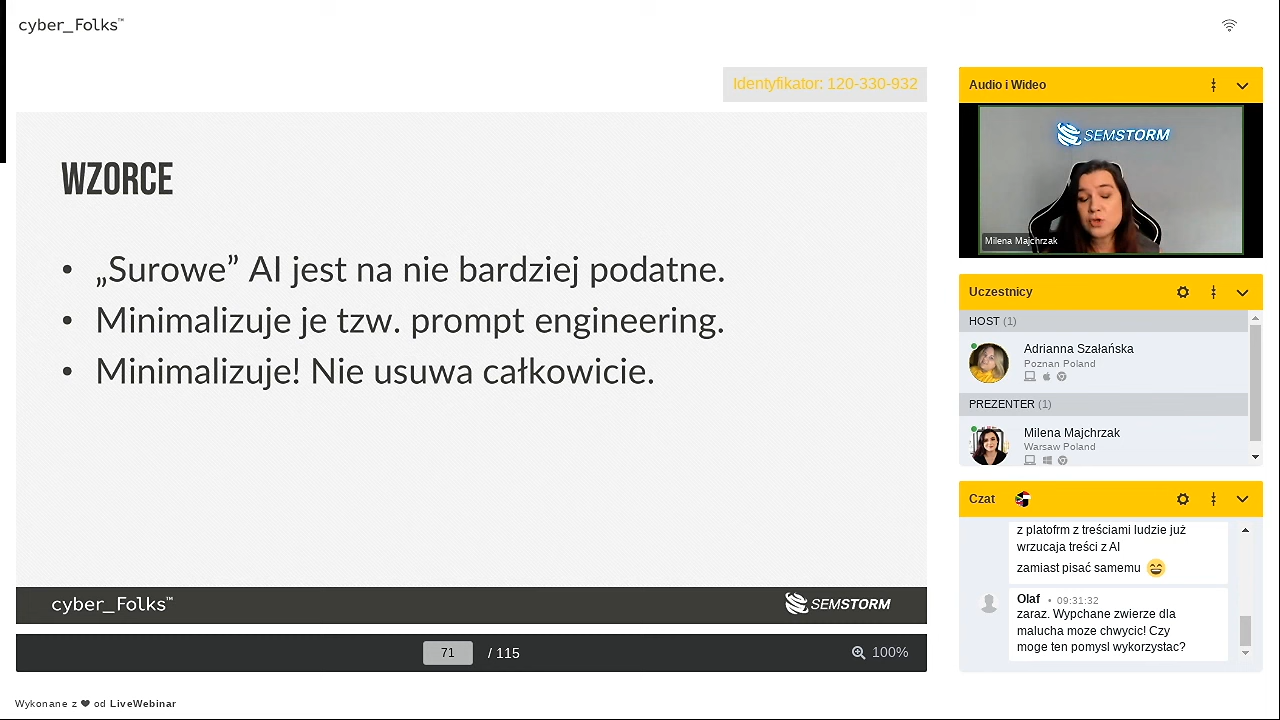 cyber_Folks™
Identyfikator: 120-330-932
WZORCE
• „Surowe” AI jest na nie bardziej podatne.
• Minimalizuje je tzw. prompt engineering.
• Minimalizuje! Nie usuwa całkowicie.
cyber_Folks™
SEMSTORM
71 / 115
100%
Wykonane z ❤ od LiveWebinar
Audio i Wideo
SEMSTORM
Milena Majchrzak
Uczestnicy
HOST (1)
Adrianna Szałańska
Poznan Poland
PREZENTER (1)
Milena Majchrzak
Warsaw Poland
Czat
z platofrm z treściami ludzie już
wrzucaja treści z AI
zamiast pisać samemu 😄
Olaf • 09:31:32
zaraz. Wypchane zwierze dla
malucha moze chwycic! Czy
moge ten pomysl wykorzystac?